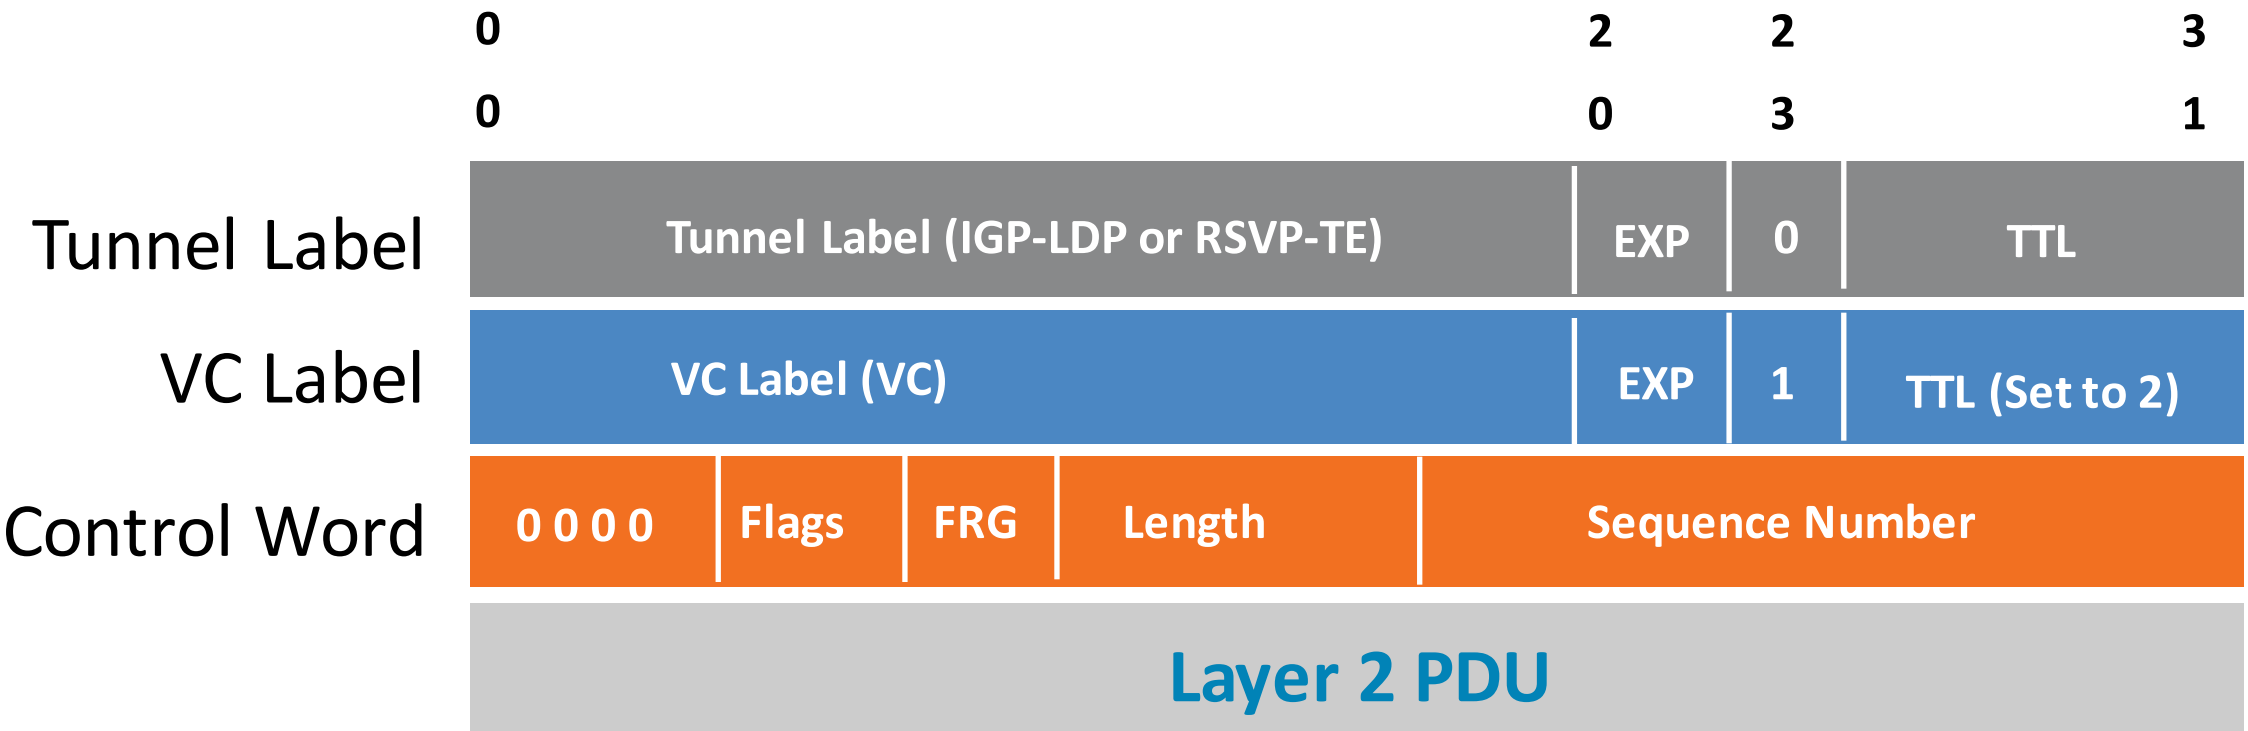 0 2 2 3
0 0 3 1
Tunnel Label Tunnel Label (IGP-LDP or RSVP-TE) EXP 0 TTL
VC Label VC Label (VC) EXP 1 TTL (Set to 2)
Control Word 0 0 0 0 Flags FRG Length Sequence Number
Layer 2 PDU